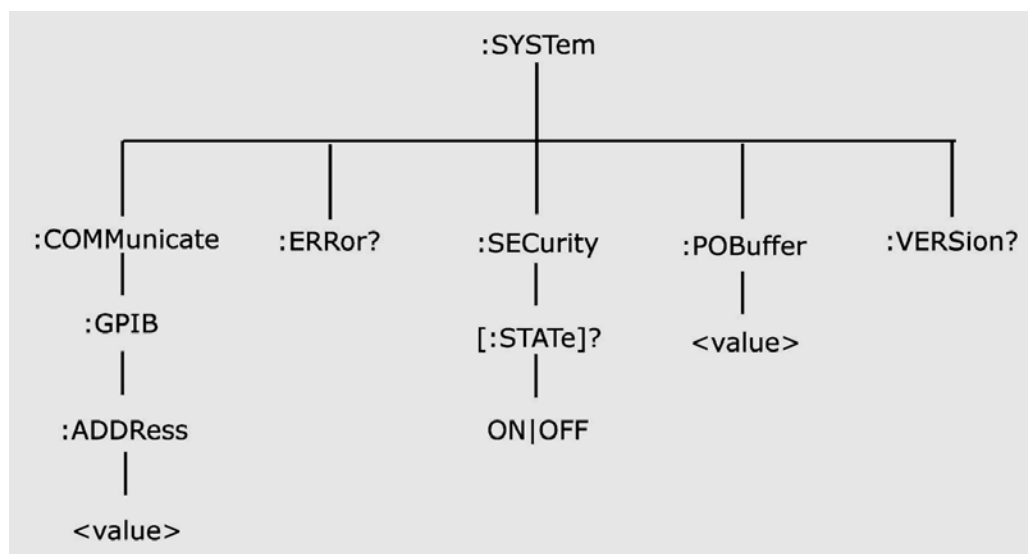 :SYSTem
:COMMunicate :ERRor? :SECurity :POBuffer :VERSion?
:GPIB [:STATe]? <value>
:ADDRess ON|OFF
<value>